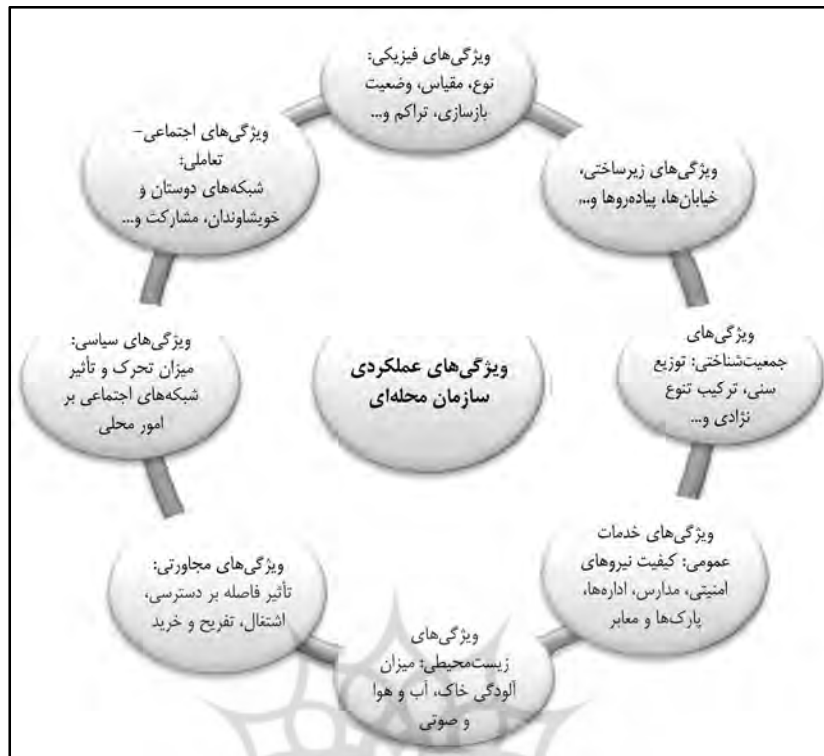 ویژگی‌های فیزیکی:
نوع، مقیاس، وضعیت
بازسازی، تراکم و...
ویژگی‌های زیرساختی،
خیابان‌ها، پیاده‌روها و...
ویژگی‌های
جمعیت‌شناختی: توزیع
سنی، ترکیب تنوع
نژادی و...
ویژگی‌های خدمات
عمومی: کیفیت نیروهای
امنیتی، مدارس، اداره‌ها،
پارک‌ها و معابر
ویژگی‌های
زیست‌محیطی: میزان
آلودگی خاک، آب و هوا
و صوتی
ویژگی‌های مجاورتی:
تأثیر فاصله بر دسترسی،
اشتغال، تفریح و خرید
ویژگی‌های سیاسی:
میزان تحرک و تأثیر
شبکه‌های اجتماعی بر
امور محلی
ویژگی‌های اجتماعی-
تعاملی:
شبکه‌های دوستان و
خویشاوندان، مشارکت و...
ویژگی‌های عملکردی
سازمان محله‌ای